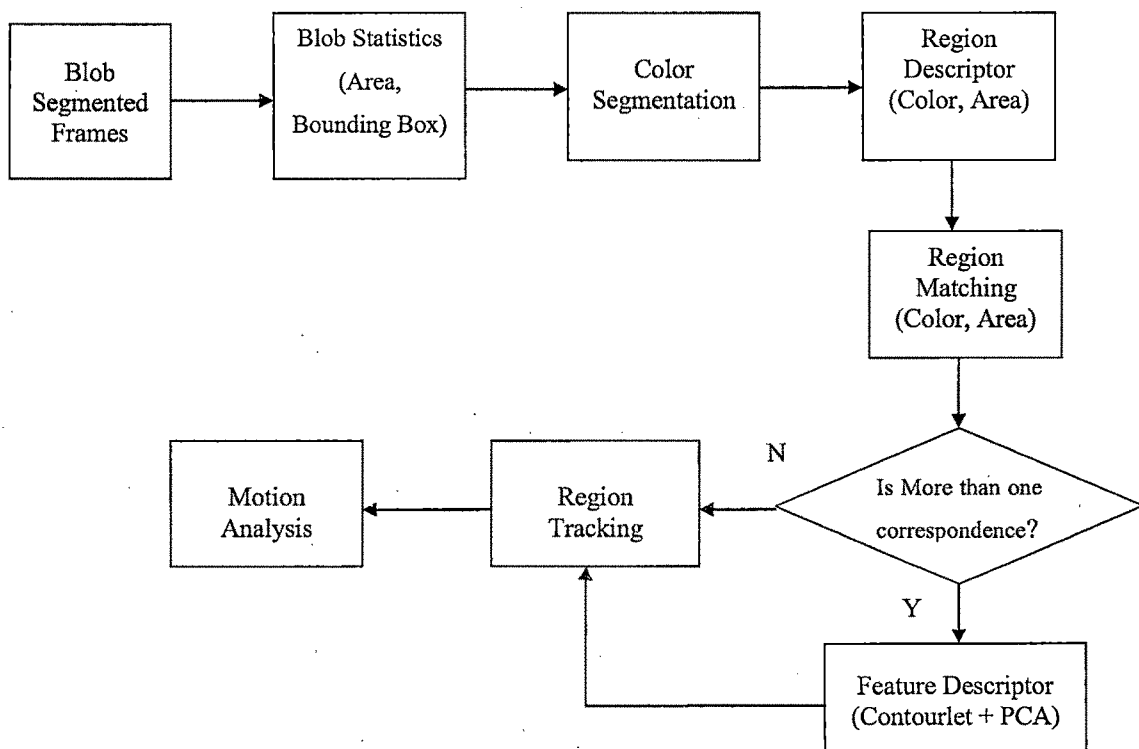 Blob
Segmented
Frames
Blob Statistics
(Area,
Bounding Box)
Color
Segmentation
Region
Descriptor
(Color, Area)
Region
Matching
(Color, Area)
Is More than one
correspondence?
N
Y
Region
Tracking
Motion
Analysis
Feature Descriptor
(Contourlet + PCA)